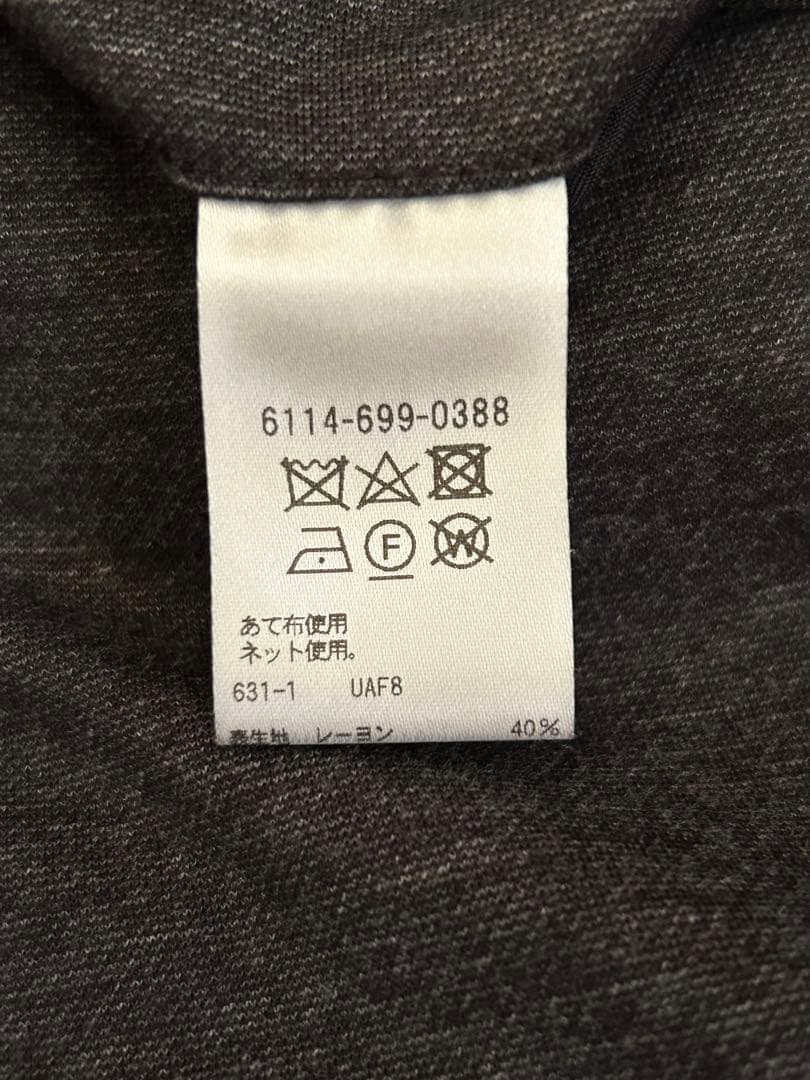 6114-699-0388
F W
あて布使用
ネット使用。
631-1 UAF8
表生地 レーヨン 40%